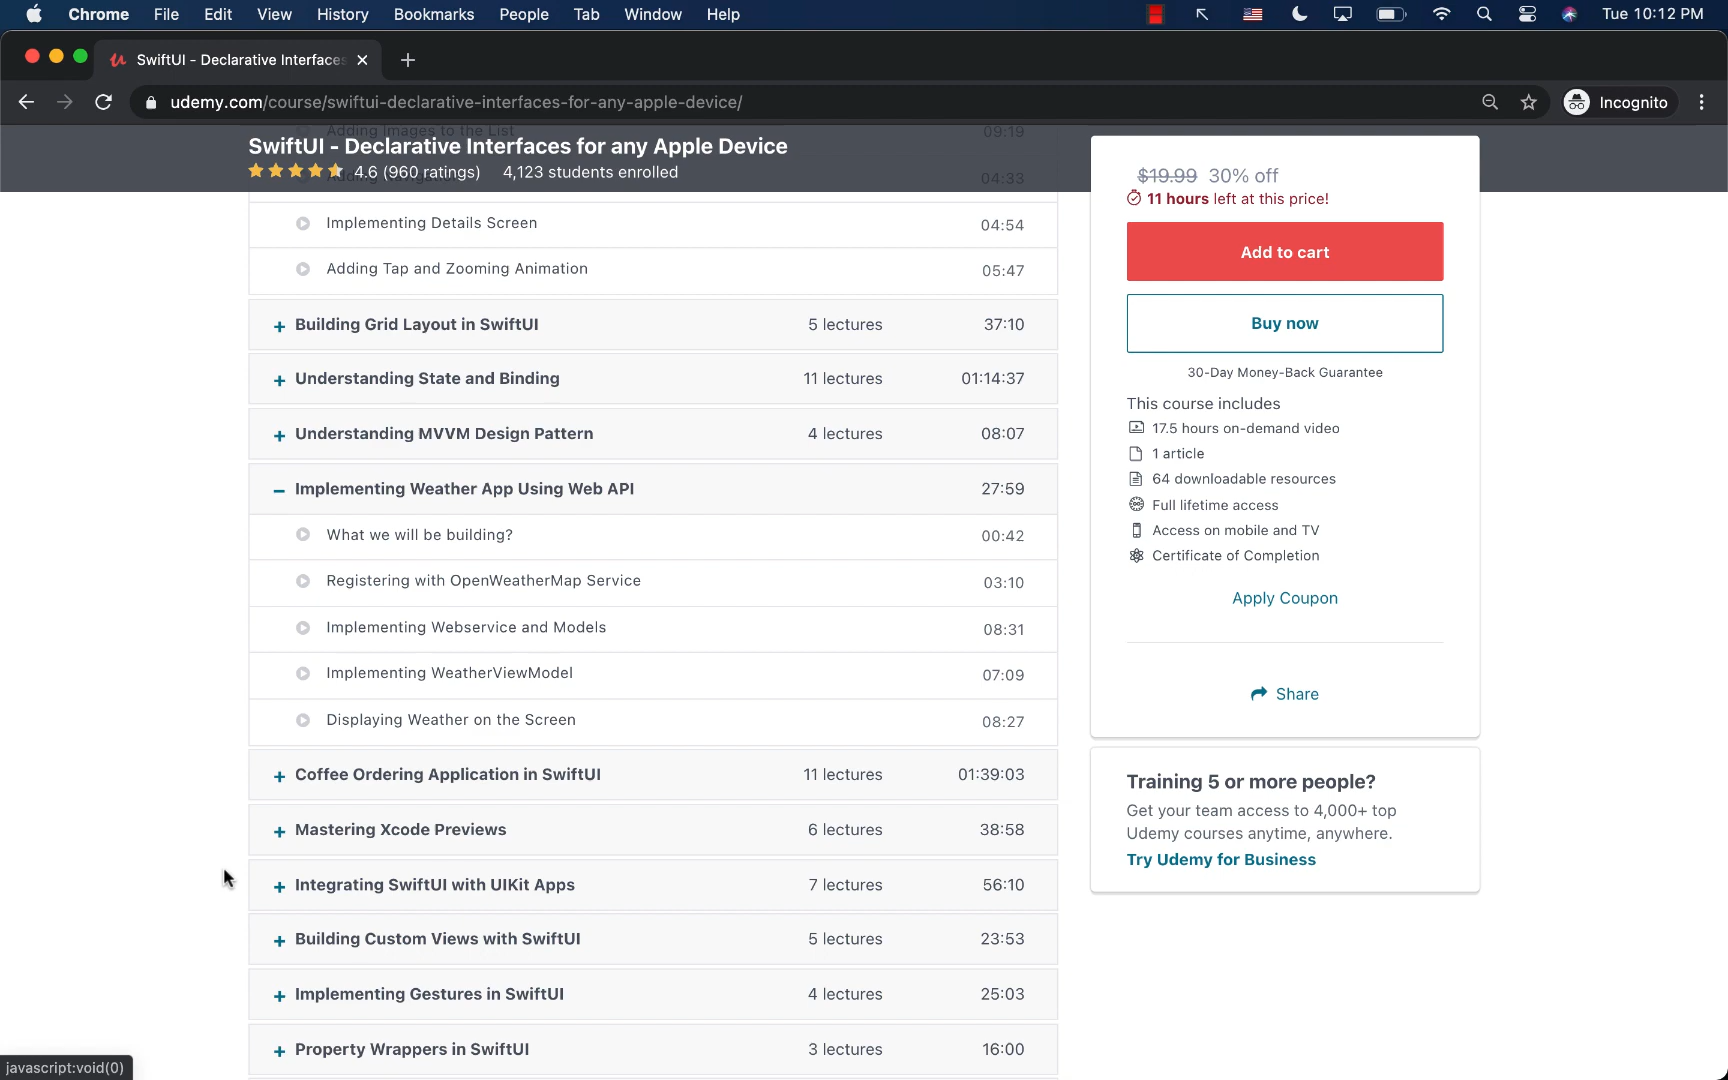 Chrome File Edit View History Bookmarks People Tab Window Help Tue 10:12 PM
SwiftUI - Declarative Interfaces
udemy.com/course/swiftui-declarative-interfaces-for-any-apple-device/ Incognito
Adding Images to the List 09:19
SwiftUI - Declarative Interfaces for any Apple Device
4.6 (960 ratings) 4,123 students enrolled
04:33
Implementing Details Screen 04:54
Adding Tap and Zooming Animation 05:47
+ Building Grid Layout in SwiftUI 5 lectures 37:10
+ Understanding State and Binding 11 lectures 01:14:37
+ Understanding MVVM Design Pattern 4 lectures 08:07
− Implementing Weather App Using Web API 27:59
What we will be building? 00:42
Registering with OpenWeatherMap Service 03:10
Implementing Webservice and Models 08:31
Implementing WeatherViewModel 07:09
Displaying Weather on the Screen 08:27
+ Coffee Ordering Application in SwiftUI 11 lectures 01:39:03
+ Mastering Xcode Previews 6 lectures 38:58
+ Integrating SwiftUI with UIKit Apps 7 lectures 56:10
+ Building Custom Views with SwiftUI 5 lectures 23:53
+ Implementing Gestures in SwiftUI 4 lectures 25:03
+ Property Wrappers in SwiftUI 3 lectures 16:00
$19.99 30% off
11 hours left at this price!
Add to cart
Buy now
30-Day Money-Back Guarantee
This course includes
17.5 hours on-demand video
1 article
64 downloadable resources
Full lifetime access
Access on mobile and TV
Certificate of Completion
Apply Coupon
Share
Training 5 or more people?
Get your team access to 4,000+ top
Udemy courses anytime, anywhere.
Try Udemy for Business
javascript:void(0)